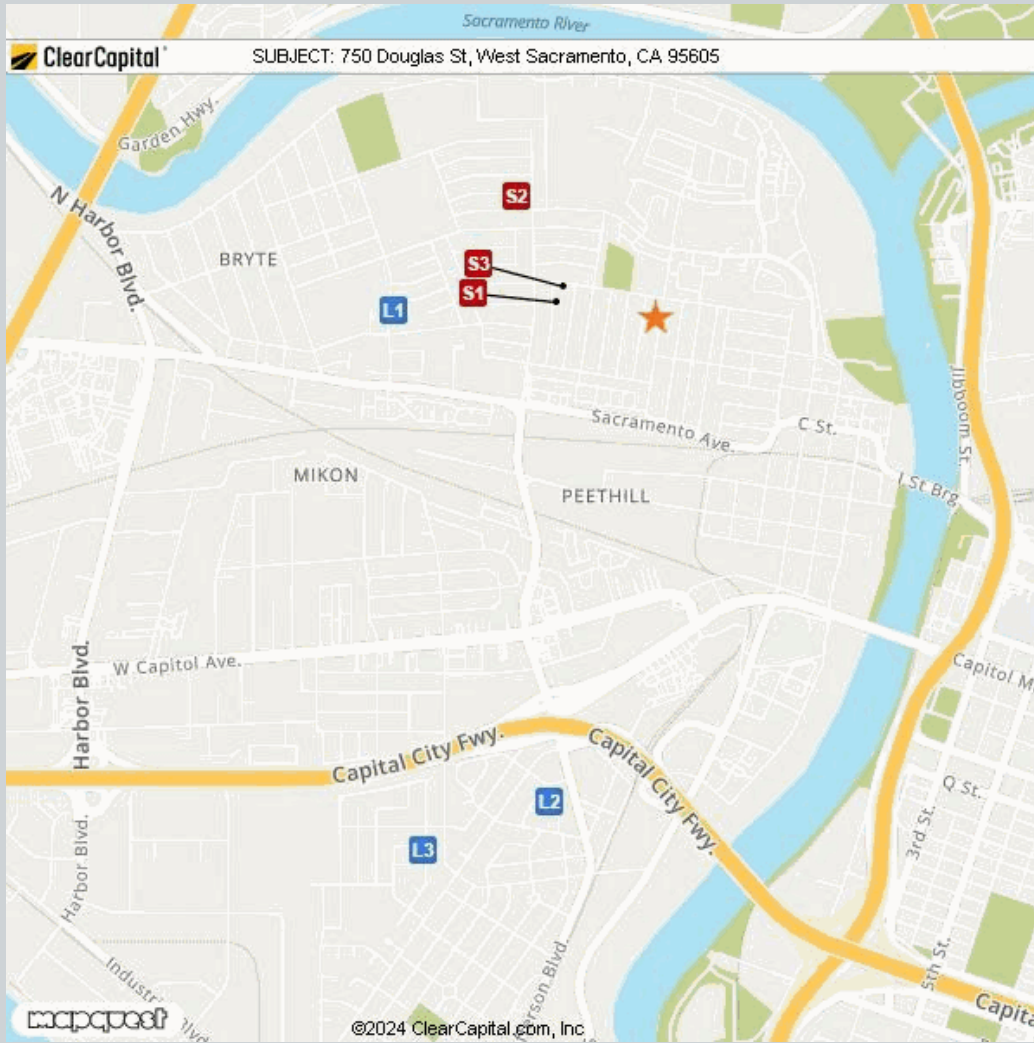 Sacramento River
ClearCapital
SUBJECT: 750 Douglas St, West Sacramento, CA 95605
Garden Hwy.
N Harbor Blvd.
S2
BRYTE
S3
S1
L1
Jibboom St.
Sacramento Ave.
C St.
MIKON
PEETHILL
I St Brg.
W Capitol Ave.
Harbor Blvd.
Capitol M
Capital City Fwy.
Capital City Fwy.
L2
Q St.
3rd St.
L3
Harbor Blvd.
5th St.
erson Blvd.
Industri
lvd.
Capita
mapquest
©2024 ClearCapital.com, Inc